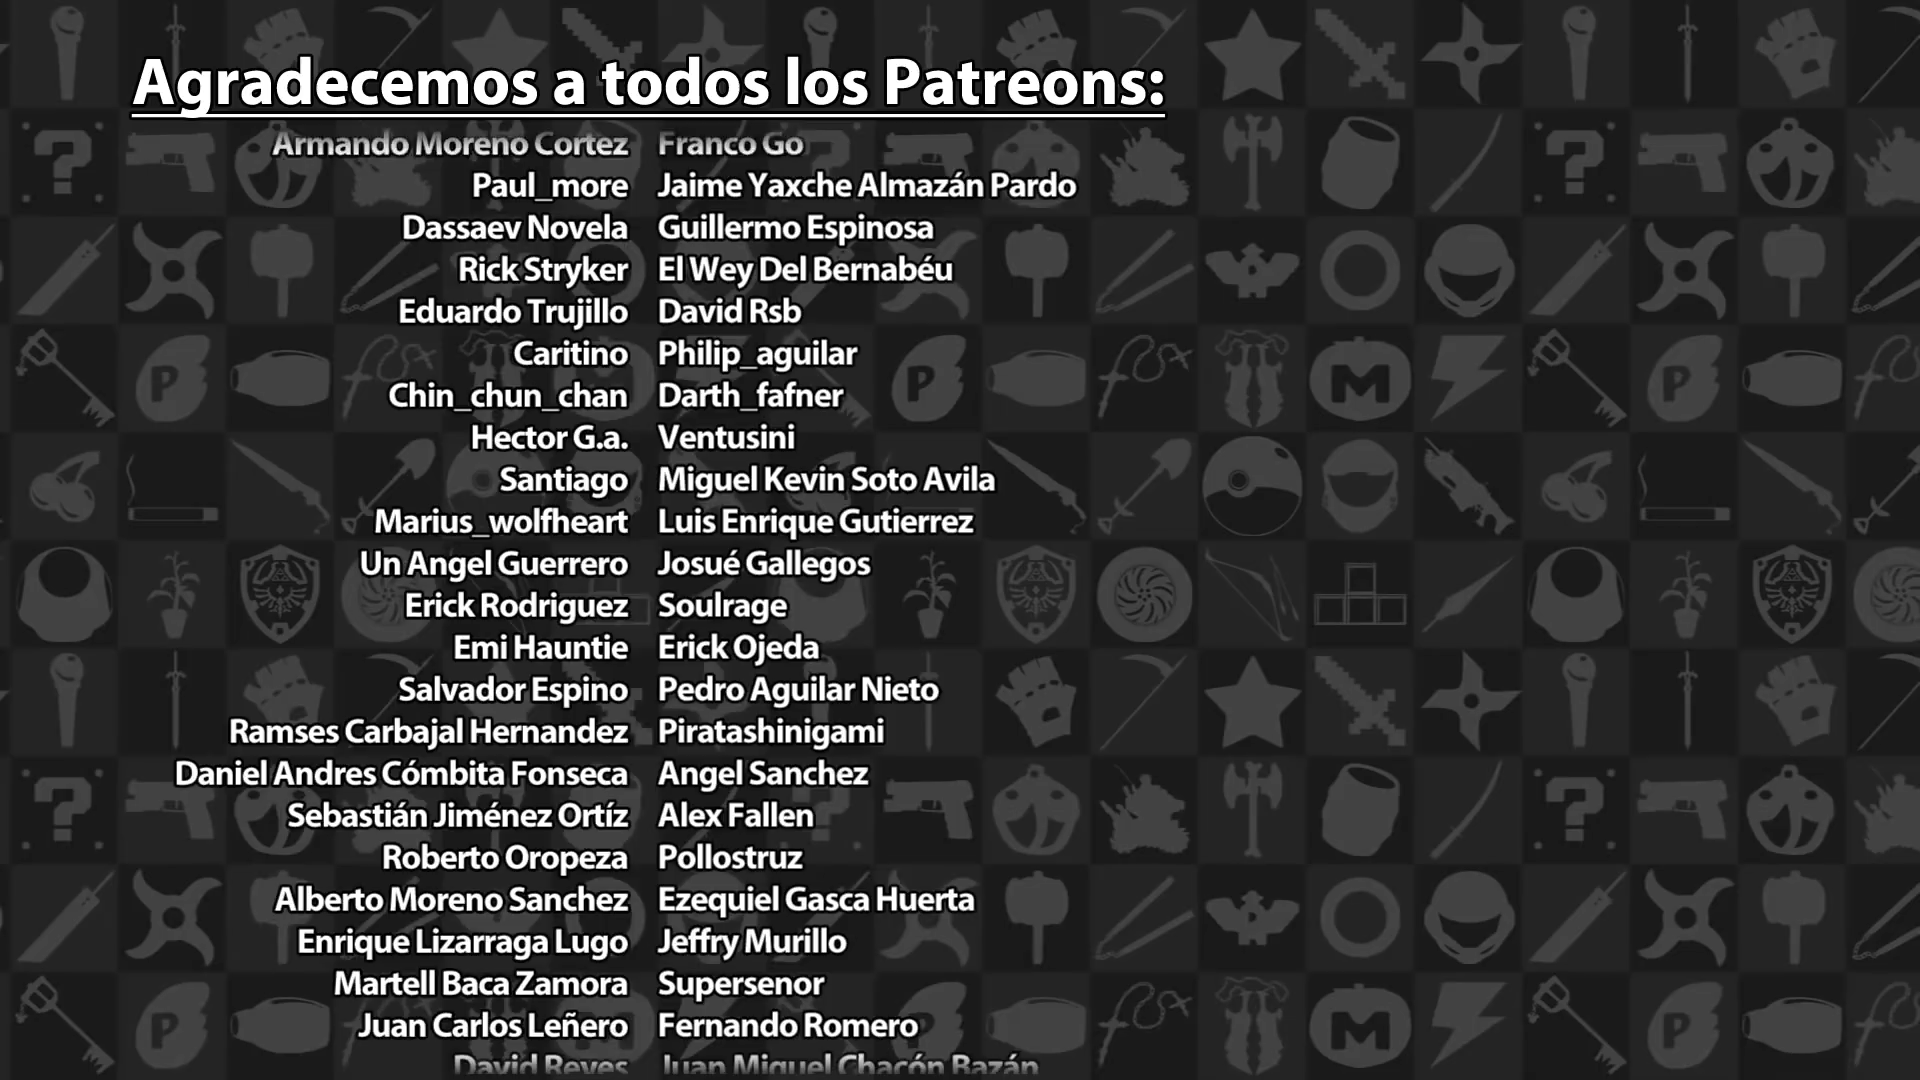 Agradecemos a todos los Patreons:
Armando Moreno Cortez Franco Go
Paul_more Jaime Yaxche Almazán Pardo
Dassaev Novela Guillermo Espinosa
Rick Stryker El Wey Del Bernabéu
Eduardo Trujillo David Rsb
Caritino Philip_aguilar
Chin_chun_chan Darth_fafner
Hector G.a. Ventusini
Santiago Miguel Kevin Soto Avila
Marius_wolfheart Luis Enrique Gutierrez
Un Angel Guerrero Josué Gallegos
Erick Rodriguez Soulrage
Emi Hauntie Erick Ojeda
Salvador Espino Pedro Aguilar Nieto
Ramses Carbajal Hernandez Piratashinigami
Daniel Andres Cómbita Fonseca Angel Sanchez
Sebastián Jiménez Ortíz Alex Fallen
Roberto Oropeza Pollostruz
Alberto Moreno Sanchez Ezequiel Gasca Huerta
Enrique Lizarraga Lugo Jeffry Murillo
Martell Baca Zamora Supersenor
Juan Carlos Leñero Fernando Romero
David Reyes Juan Miguel Chacón Bazán